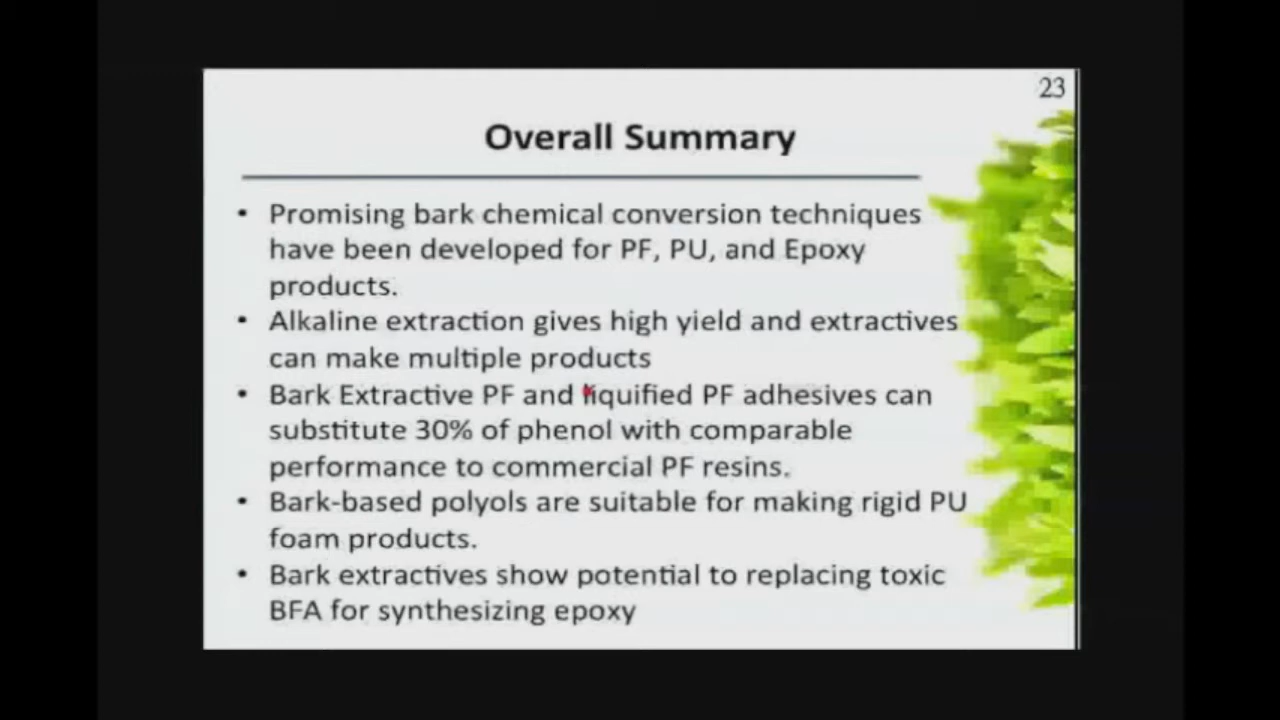 23
Overall Summary
• Promising bark chemical conversion techniques
have been developed for PF, PU, and Epoxy
products.
• Alkaline extraction gives high yield and extractives
can make multiple products
• Bark Extractive PF and liquified PF adhesives can
substitute 30% of phenol with comparable
performance to commercial PF resins.
• Bark-based polyols are suitable for making rigid PU
foam products.
• Bark extractives show potential to replacing toxic
BFA for synthesizing epoxy